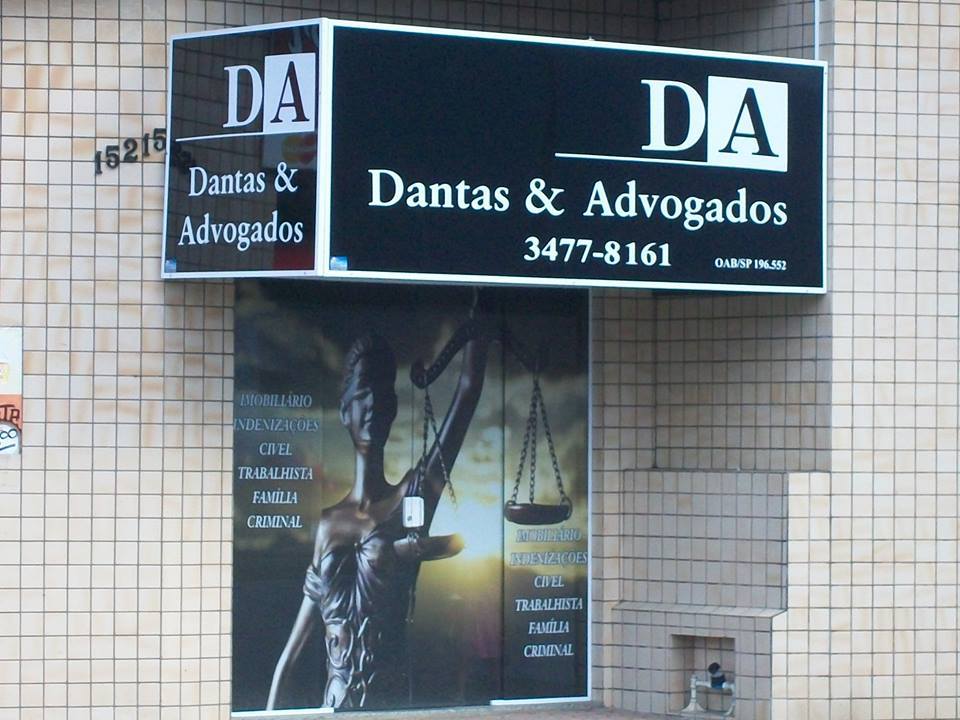 15215
DA
Dantas &
Advogados
DA
Dantas & Advogados
3477-8161
OAB/SP 196.552
IMOBILIÁRIO
INDENIZAÇÕES
CIVEL
TRABALHISTA
FAMÍLIA
CRIMINAL
IMOBILIÁRIO
INDENIZAÇÕES
CIVEL
TRABALHISTA
FAMÍLIA
CRIMINAL